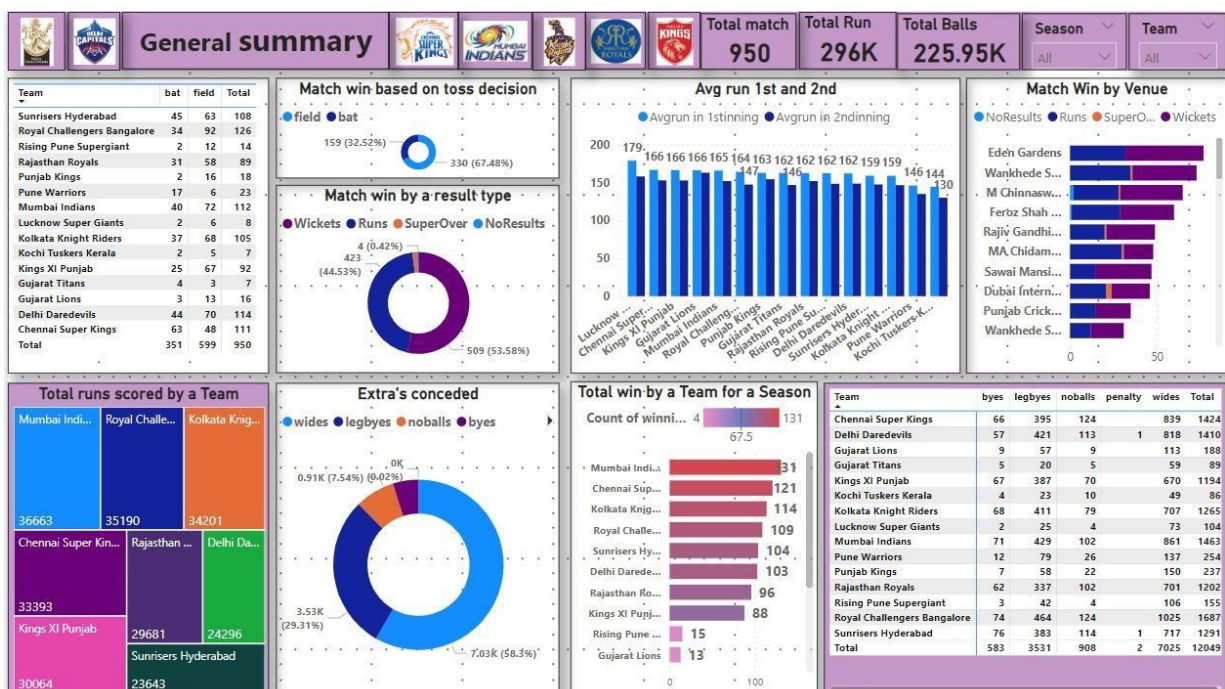 DELHI
CAPITALS
General summary
CHENNAI
SUPER
KINGS
MUMBAI
INDIANS
Knight
Riders
RAJASTHAN
ROYALS
PUNJAB
KINGS
Total match
950
Total Run
296K
Total Balls
225.95K
Season
All
Team
All
Team bat field Total
Sunrisers Hyderabad 45 63 108
Royal Challengers Bangalore 34 92 126
Rising Pune Supergiant 2 12 14
Rajasthan Royals 31 58 89
Punjab Kings 2 16 18
Pune Warriors 17 6 23
Mumbai Indians 40 72 112
Lucknow Super Giants 2 6 8
Kolkata Knight Riders 37 68 105
Kochi Tuskers Kerala 2 5 7
Kings XI Punjab 25 67 92
Gujarat Titans 4 3 7
Gujarat Lions 3 13 16
Delhi Daredevils 44 70 114
Chennai Super Kings 63 48 111
Total 351 599 950
Match win based on toss decision
field bat
159 (32.52%)
330 (67.48%)
Match win by a result type
Wickets Runs SuperOver NoResults
4 (0.42%)
423
(44.53%)
509 (53.58%)
Avg run 1st and 2nd
Avgrun in 1stinning Avgrun in 2ndinning
200
150
100
50
0
179 166 166 166 165 164 163 162 162 162 162 159 159 146 144
147 146 130
Lucknow ...
Chennai Super...
Kings XI Punjab
Gujarat Lions
Mumbai Indians
Royal Challeng...
Punjab Kings
Gujarat Titans
Rajasthan Royals
Rising Pune Su...
Delhi Daredevils
Sunrisers Hyder...
Kolkata Knight ...
Pune Warriors
Kochi Tuskers K...
Match Win by Venue
NoResults Runs SuperO... Wickets
Eden Gardens
Wankhede S...
M Chinnasw...
Feroz Shah ...
Rajiv Gandhi...
MA Chidam...
Sawai Mansi...
Dubai Intern...
Punjab Crick...
Wankhede S...
0 50
Total runs scored by a Team
Mumbai Indi...
36663
Royal Challe...
35190
Kolkata Knig...
34201
Chennai Super Kin...
33393
Rajasthan ...
29681
Delhi Da...
24296
Kings XI Punjab
30064
Sunrisers Hyderabad
23643
Extra's conceded
wides legbyes noballs byes
0K
0.91K (7.54%) (0.02%)
3.53K
(29.31%)
7.03K (58.3%)
Total win by a Team for a Season
Count of winni... 4 131
67.5
Mumbai Indi... 131
Chennai Sup... 121
Kolkata Knig... 114
Royal Challe... 109
Sunrisers Hy... 104
Delhi Darede... 103
Rajasthan Ro... 96
Kings XI Punj... 88
Rising Pune ... 15
Gujarat Lions 13
0 100
Team byes legbyes noballs penalty wides Total
Chennai Super Kings 66 395 124 839 1424
Delhi Daredevils 57 421 113 1 818 1410
Gujarat Lions 9 57 9 113 188
Gujarat Titans 5 20 5 59 89
Kings XI Punjab 67 387 70 670 1194
Kochi Tuskers Kerala 4 23 10 49 86
Kolkata Knight Riders 68 411 79 707 1265
Lucknow Super Giants 2 25 4 73 104
Mumbai Indians 71 429 102 861 1463
Pune Warriors 12 79 26 137 254
Punjab Kings 7 58 22 150 237
Rajasthan Royals 62 337 102 701 1202
Rising Pune Supergiant 3 42 4 106 155
Royal Challengers Bangalore 74 464 124 1025 1687
Sunrisers Hyderabad 76 383 114 1 717 1291
Total 583 3531 908 2 7025 12049